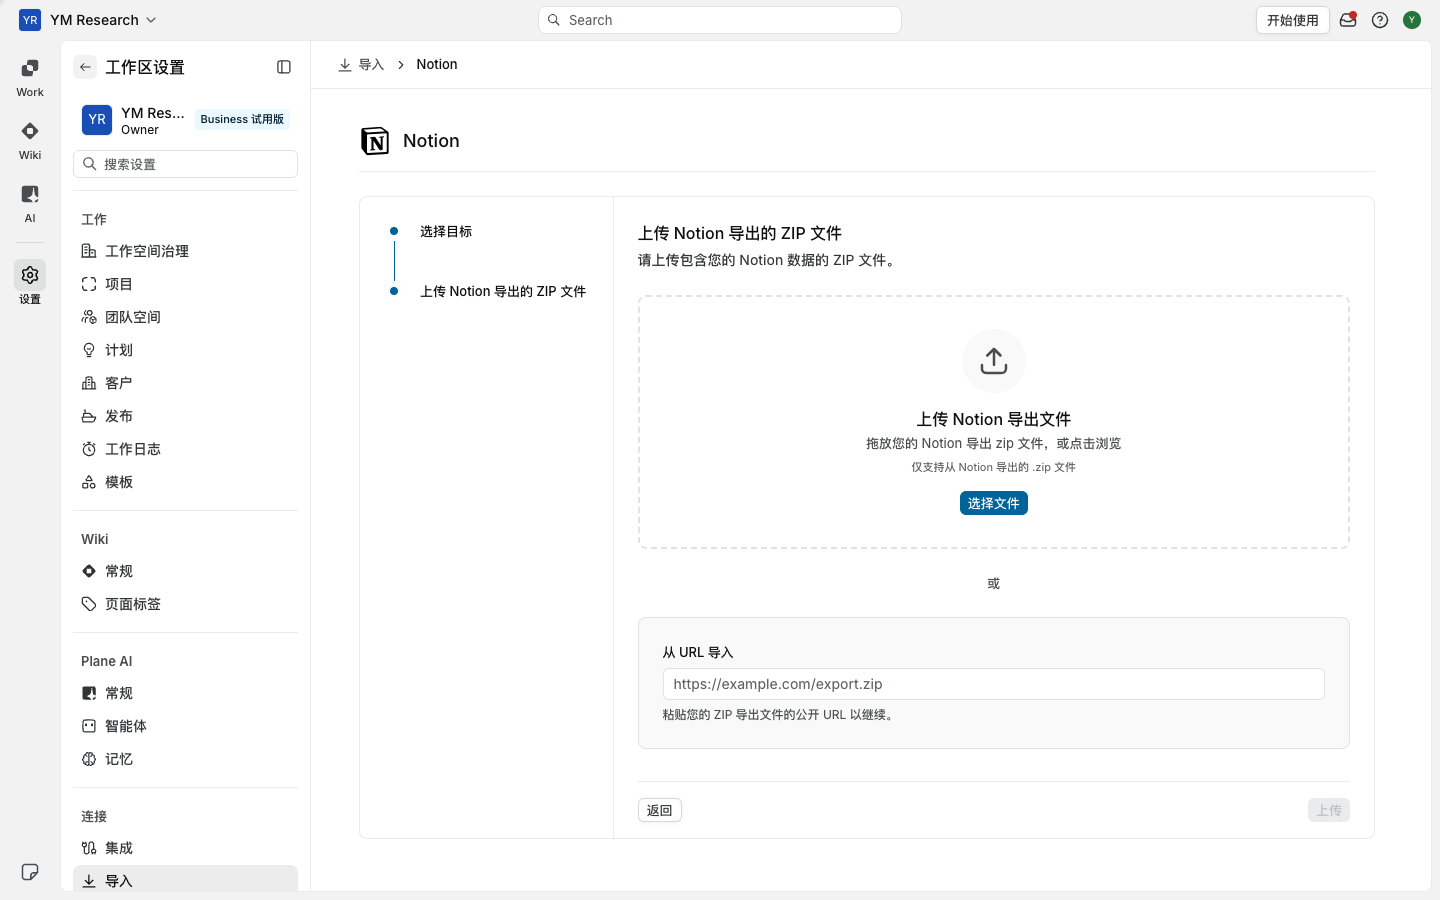 YR YM Research
Search
开始使用
Y
Work
Wiki
AI
设置
工作区设置
YR
YM Res...
Owner
Business 试用版
搜索设置
工作
工作空间治理
项目
团队空间
计划
客户
发布
工作日志
模板
Wiki
常规
页面标签
Plane AI
常规
智能体
记忆
连接
集成
导入
导入 > Notion
Notion
选择目标
上传 Notion 导出的 ZIP 文件
上传 Notion 导出的 ZIP 文件
请上传包含您的 Notion 数据的 ZIP 文件。
上传 Notion 导出文件
拖放您的 Notion 导出 zip 文件，或点击浏览
仅支持从 Notion 导出的 .zip 文件
选择文件
或
从 URL 导入
https://example.com/export.zip
粘贴您的 ZIP 导出文件的公开 URL 以继续。
返回
上传